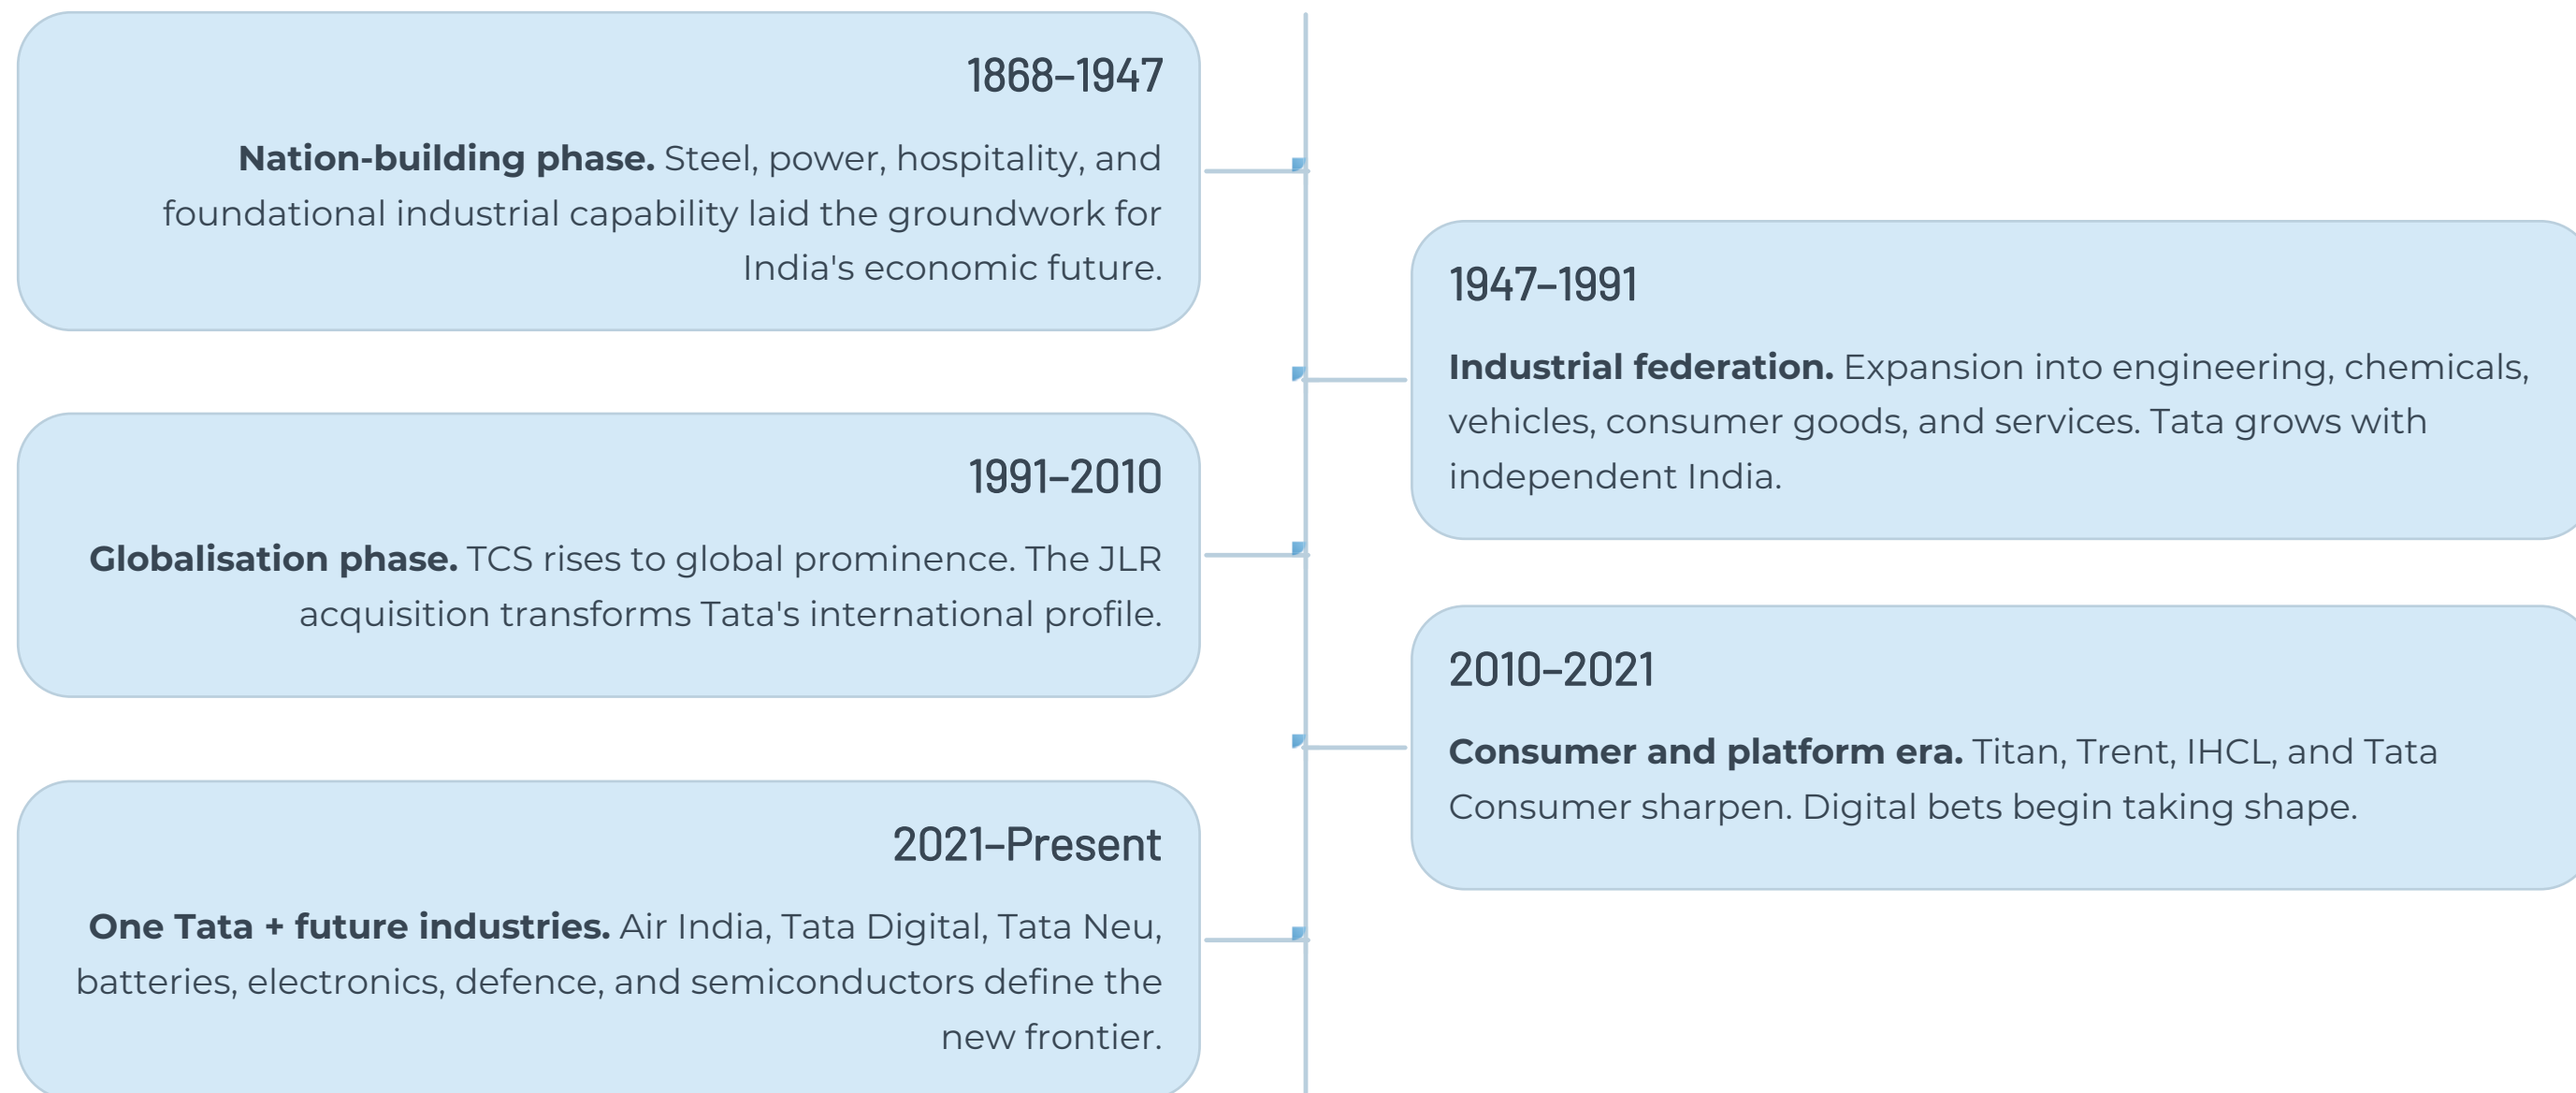 1868–1947
Nation-building phase. Steel, power, hospitality, and
foundational industrial capability laid the groundwork for
India's economic future.
1947–1991
Industrial federation. Expansion into engineering, chemicals,
vehicles, consumer goods, and services. Tata grows with
independent India.
1991–2010
Globalisation phase. TCS rises to global prominence. The JLR
acquisition transforms Tata's international profile.
2010–2021
Consumer and platform era. Titan, Trent, IHCL, and Tata
Consumer sharpen. Digital bets begin taking shape.
2021–Present
One Tata + future industries. Air India, Tata Digital, Tata Neu,
batteries, electronics, defence, and semiconductors define the
new frontier.